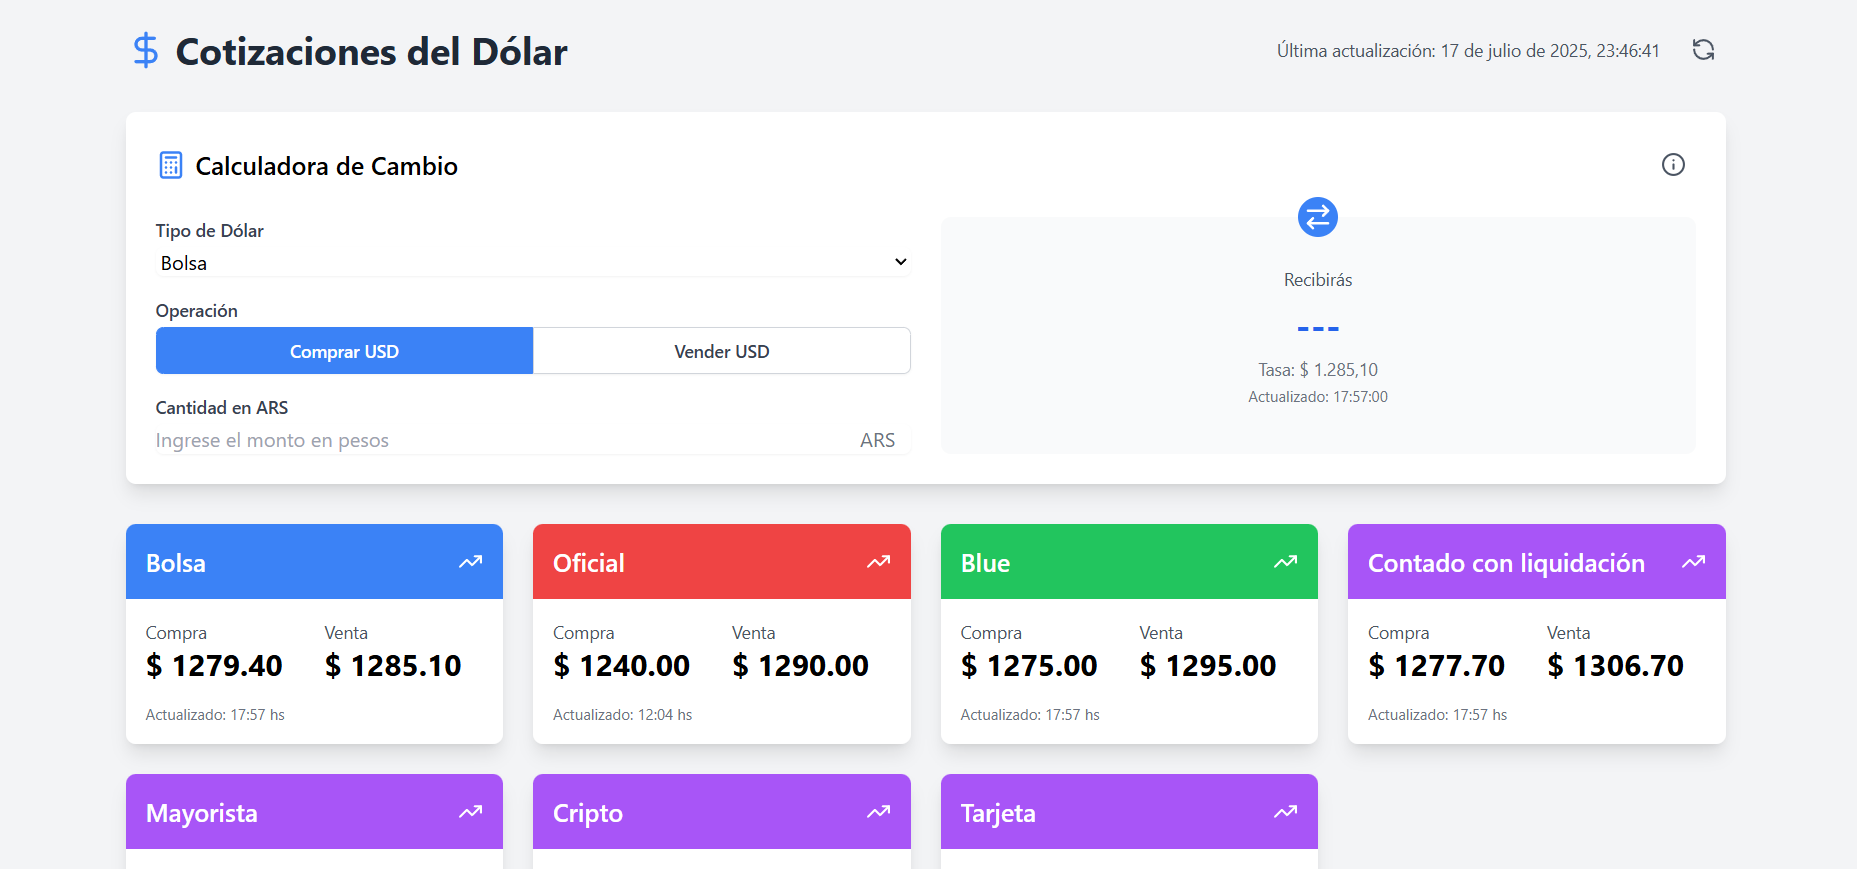 $ Cotizaciones del Dólar
Última actualización: 17 de julio de 2025, 23:46:41
Calculadora de Cambio
Tipo de Dólar
Bolsa
Operación
Comprar USD
Vender USD
Cantidad en ARS
Ingrese el monto en pesos
ARS
Recibirás
---
Tasa: $ 1.285,10
Actualizado: 17:57:00
Bolsa
Compra
Venta
$ 1279.40
$ 1285.10
Actualizado: 17:57 hs
Oficial
Compra
Venta
$ 1240.00
$ 1290.00
Actualizado: 12:04 hs
Blue
Compra
Venta
$ 1275.00
$ 1295.00
Actualizado: 17:57 hs
Contado con liquidación
Compra
Venta
$ 1277.70
$ 1306.70
Actualizado: 17:57 hs
Mayorista
Cripto
Tarjeta